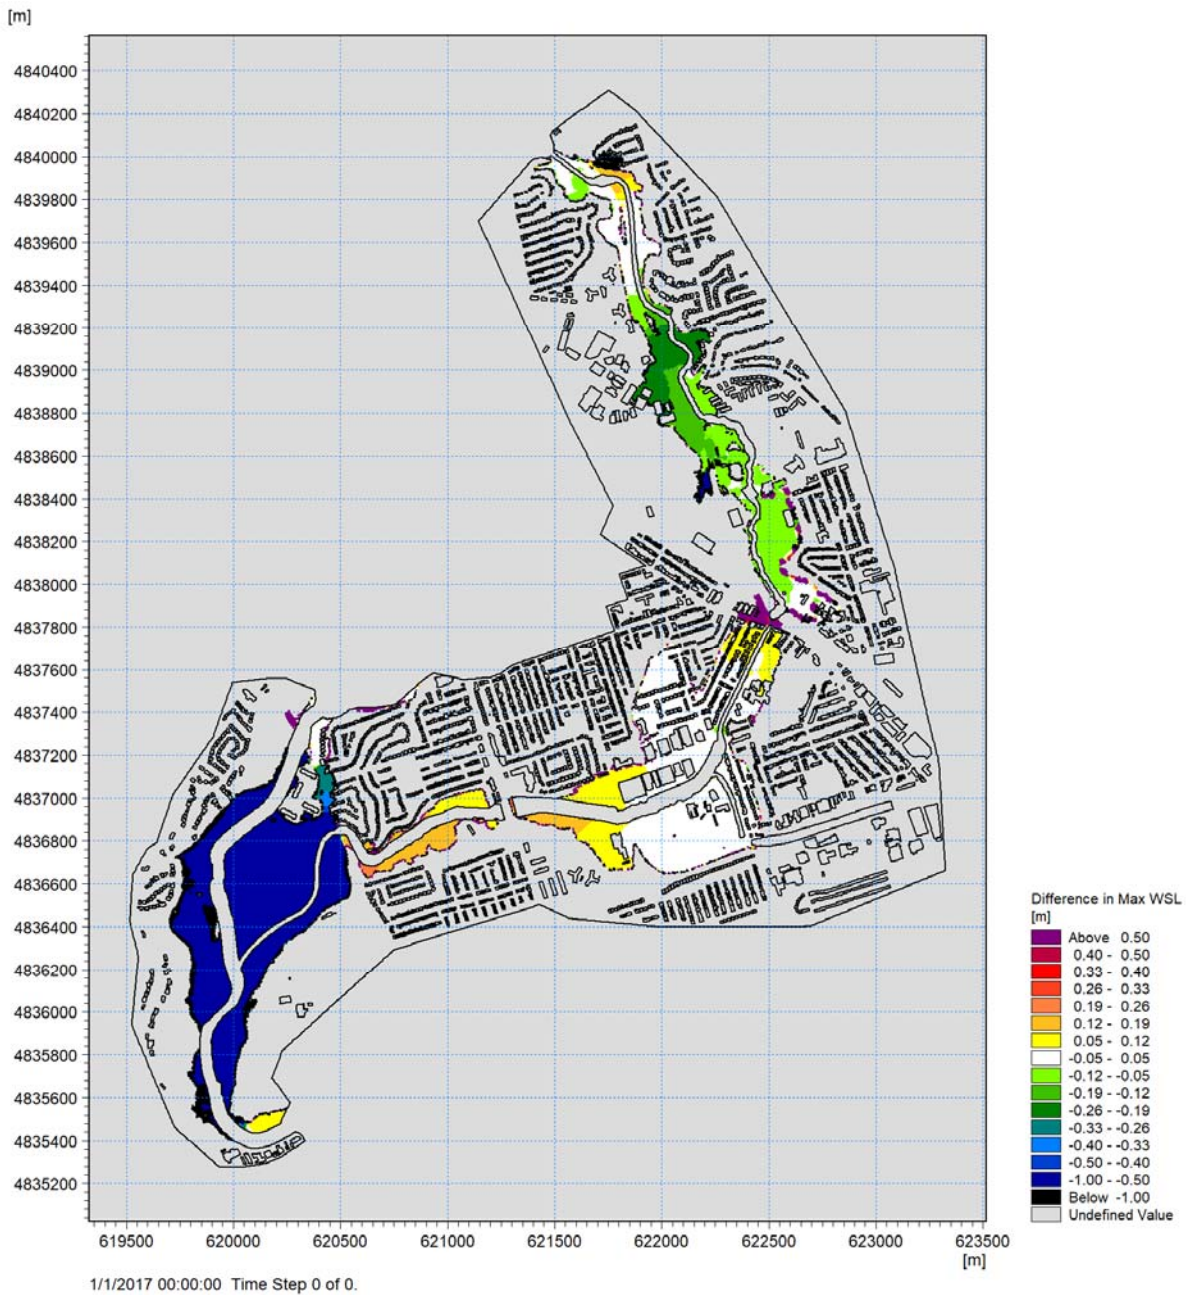 [m]
4840400
4840200
4840000
4839800
4839600
4839400
4839200
4839000
4838800
4838600
4838400
4838200
4838000
4837800
4837600
4837400
4837200
4837000
4836800
4836600
4836400
4836200
4836000
4835800
4835600
4835400
4835200
619500 620000 620500 621000 621500 622000 622500 623000 623500
[m]
1/1/2017 00:00:00 Time Step 0 of 0.
Difference in Max WSL
[m]
Above 0.50
0.40 - 0.50
0.33 - 0.40
0.26 - 0.33
0.19 - 0.26
0.12 - 0.19
0.05 - 0.12
-0.05 - 0.05
-0.12 - -0.05
-0.19 - -0.12
-0.26 - -0.19
-0.33 - -0.26
-0.40 - -0.33
-0.50 - -0.40
-1.00 - -0.50
Below -1.00
Undefined Value